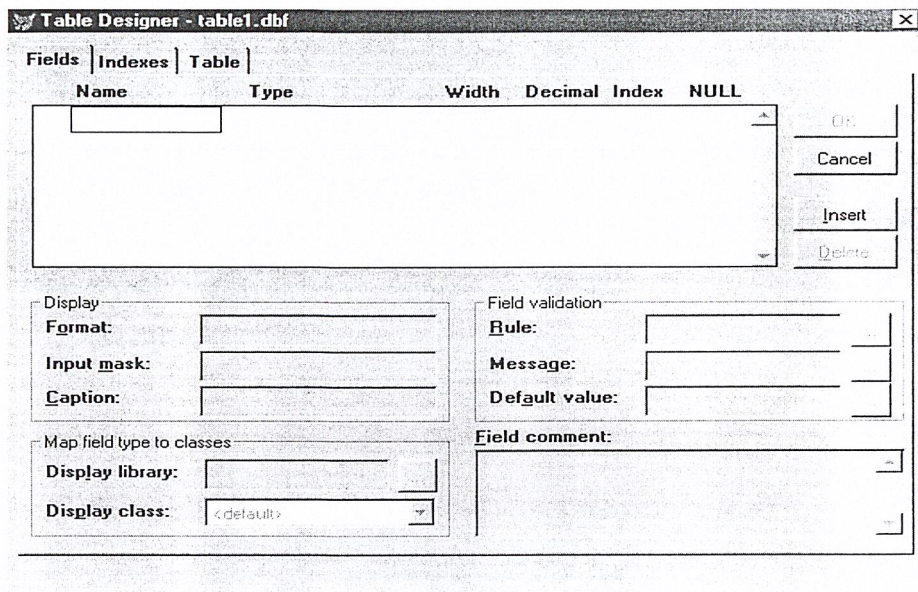 Table Designer - table1.dbf
Fields Indexes Table
Name Type Width Decimal Index NULL
OK
Cancel
Insert
Delete
Display
Format:
Input mask:
Caption:
Field validation
Rule:
Message:
Default value:
Map field type to classes
Display library:
Display class: <default>
Field comment: